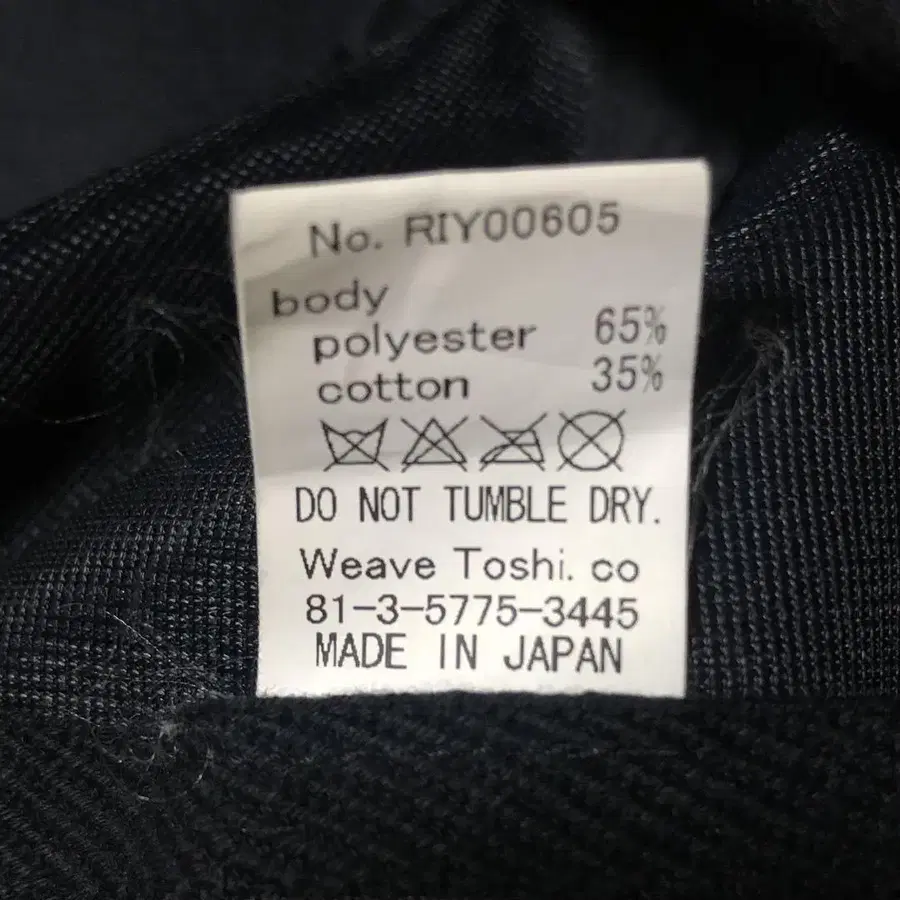 No. RIY00605
body
polyester 65%
cotton 35%
DO NOT TUMBLE DRY.
Weave Toshi. co
81-3-5775-3445
MADE IN JAPAN